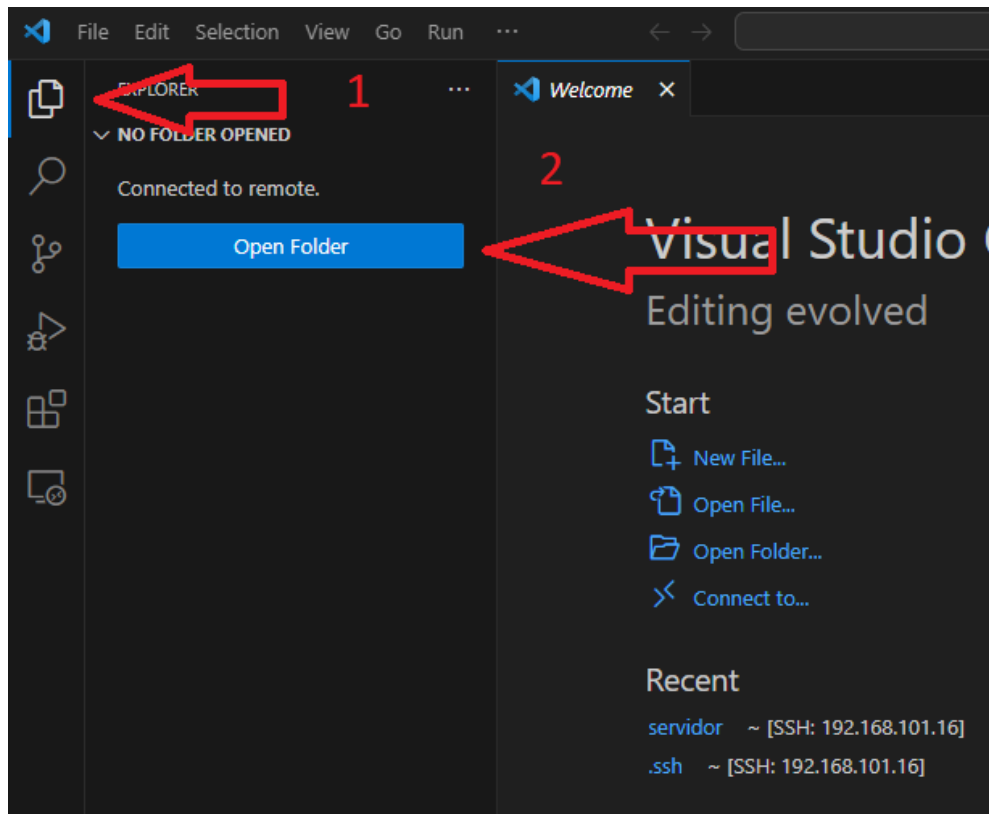 File Edit Selection View Go Run ...
EXPLORER 1 ...
Welcome
NO FOLDER OPENED
2
Connected to remote.
Open Folder
Visual Studio
Editing evolved
Start
New File...
Open File...
Open Folder...
Connect to...
Recent
servidor ~ [SSH: 192.168.101.16]
.ssh ~ [SSH: 192.168.101.16]